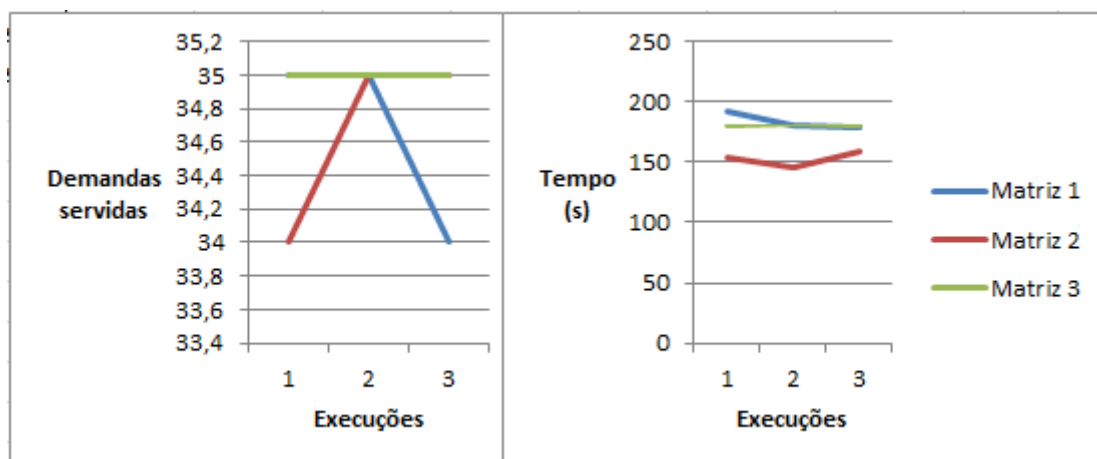 35,2
35
34,8
34,6
34,4
34,2
34
33,8
33,6
33,4
Demandas
servidas
1 2 3
Execuções
250
200
150
100
50
0
Tempo
(s)
1 2 3
Execuções
Matriz 1
Matriz 2
Matriz 3